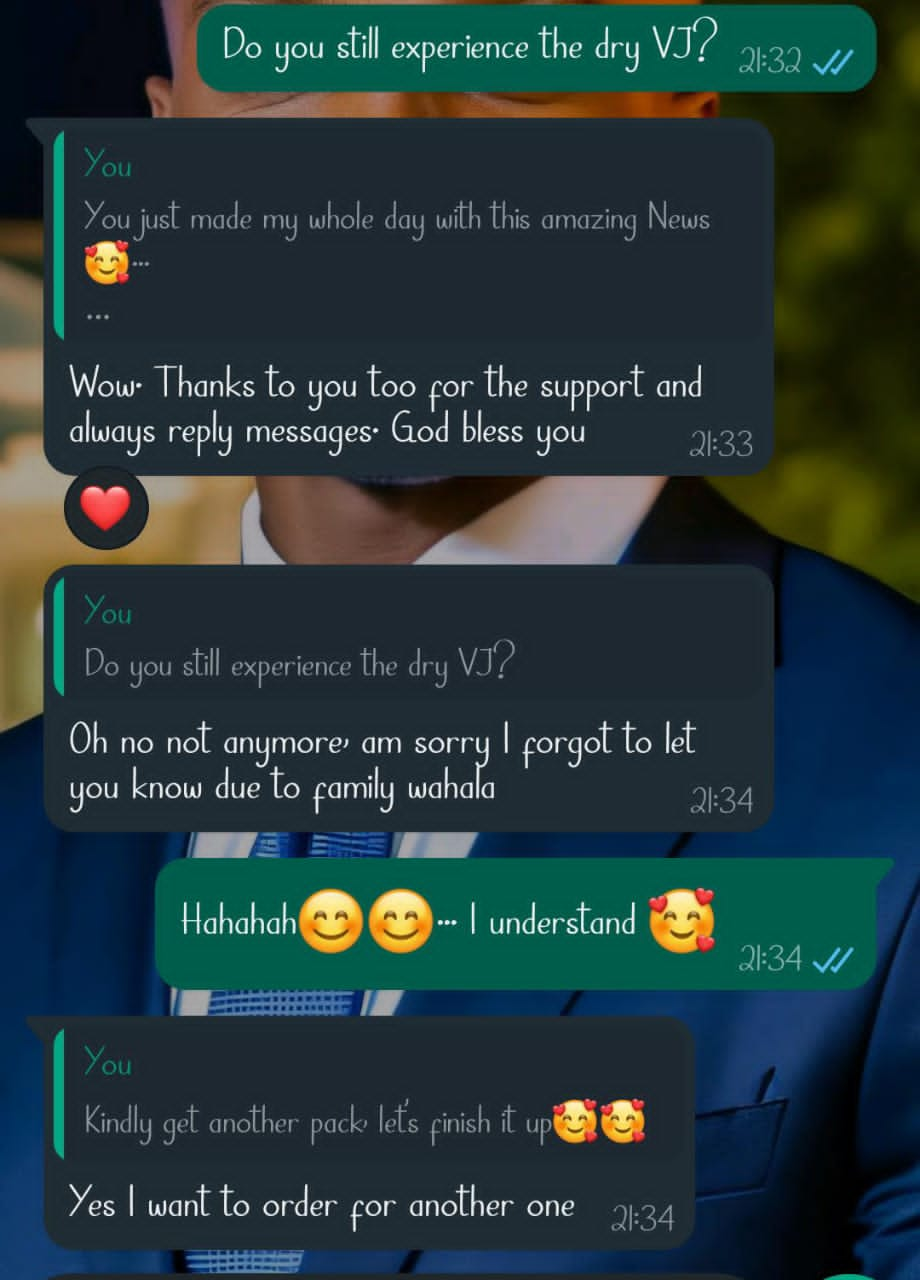 Do you still experience the dry VJ? 21:32
You
You just made my whole day with this amazing News
🥰...
...
Wow. Thanks to you too for the support and
always reply messages. God bless you 21:33
❤️
You
Do you still experience the dry VJ?
Oh no not anymore, am sorry I forgot to let
you know due to family wahala 21:34
Hahahah😊😊... I understand 🥰 21:34
You
Kindly get another pack, let's finish it up🥰🥰
Yes I want to order for another one 21:34